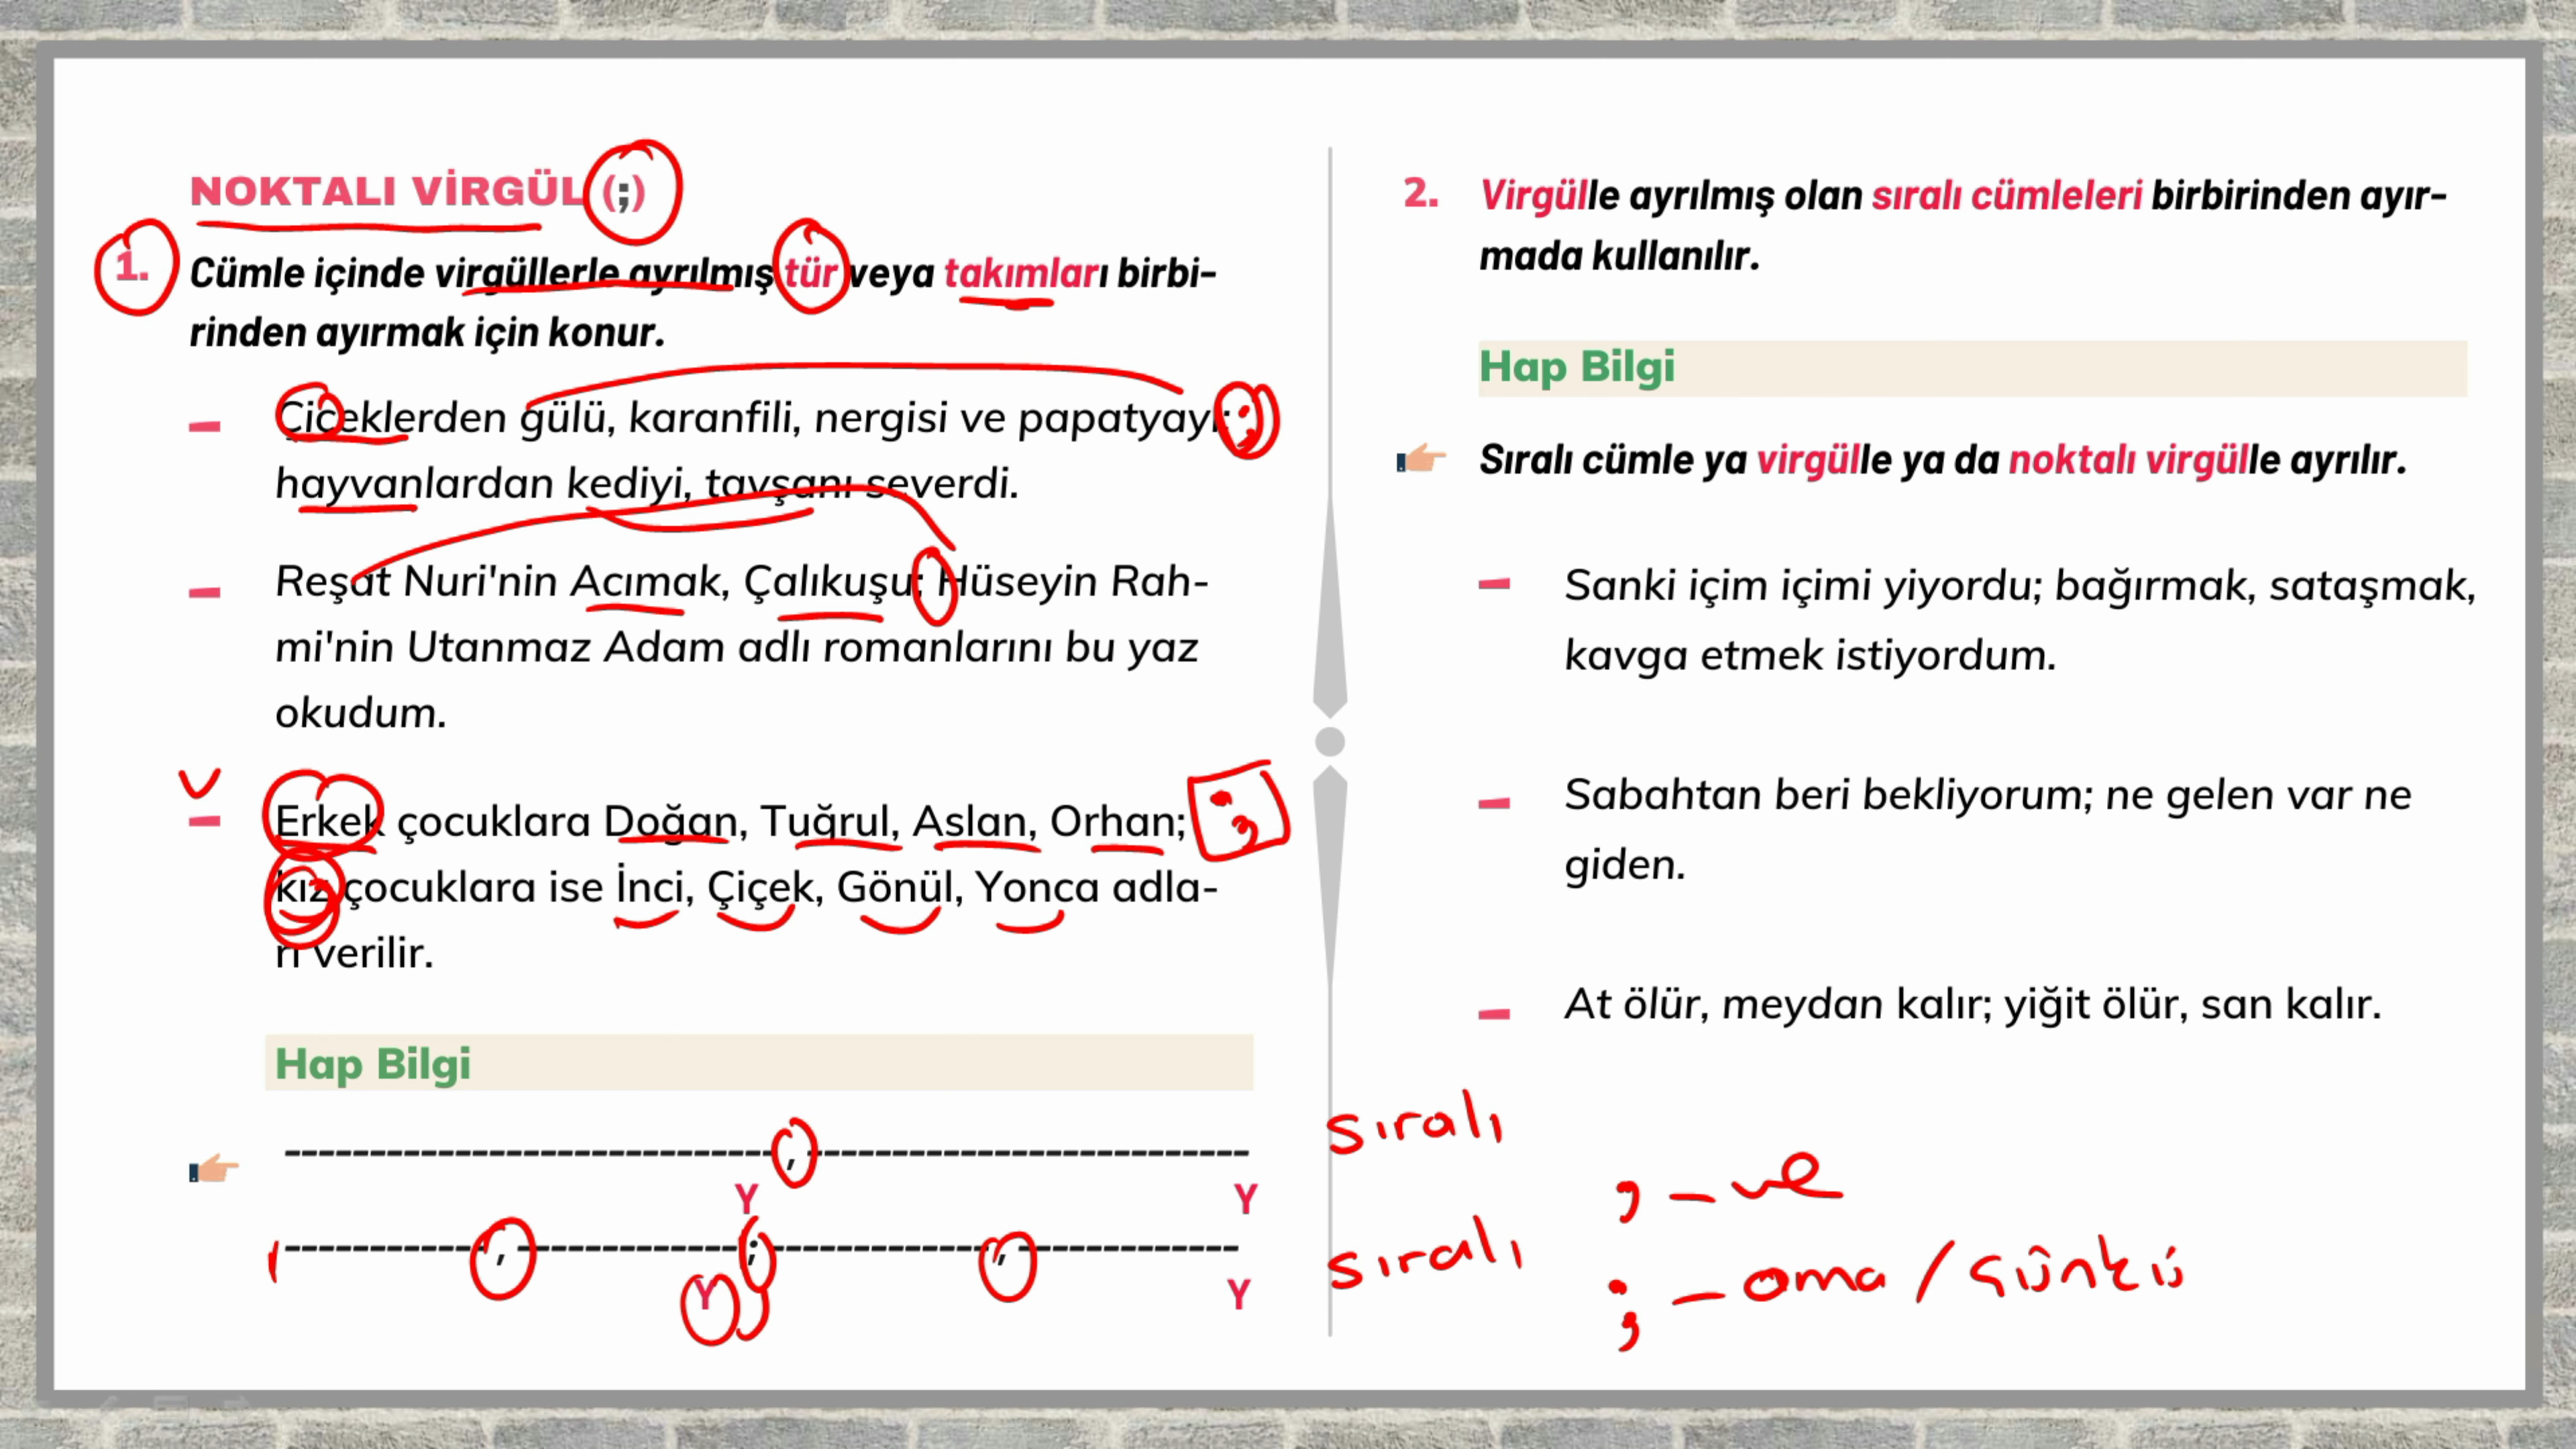 NOKTALI VİRGÜL (;)
1. Cümle içinde virgüllerle ayrılmış tür veya takımları birbi-
rinden ayırmak için konur.
- Çiçeklerden gülü, karanfili, nergisi ve papatyayı;
hayvanlardan kediyi, tavşanı severdi.
- Reşat Nuri'nin Acımak, Çalıkuşu; Hüseyin Rah-
mi'nin Utanmaz Adam adlı romanlarını bu yaz
okudum.
- Erkek çocuklara Doğan, Tuğrul, Aslan, Orhan; ;
kız çocuklara ise İnci, Çiçek, Gönül, Yonca adla-
rı verilir.
Hap Bilgi
---------------------------- , ---------------------------- sıralı
Y Y
-------------- , -------------- ; -------------- , -------------- sıralı
Y Y
2. Virgülle ayrılmış olan sıralı cümleleri birbirinden ayır-
mada kullanılır.
Hap Bilgi
Sıralı cümle ya virgülle ya da noktalı virgülle ayrılır.
- Sanki içim içimi yiyordu; bağırmak, sataşmak,
kavga etmek istiyordum.
- Sabahtan beri bekliyorum; ne gelen var ne
giden.
- At ölür, meydan kalır; yiğit ölür, san kalır.
, - ve
; - ama / çünkü